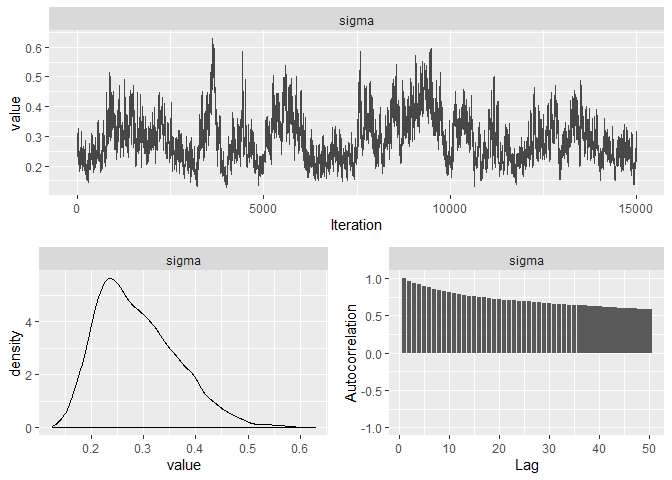 sigma
value
0.6
0.5
0.4
0.3
0.2
0 5000 10000 15000
Iteration
sigma
density
4
2
0
0.2 0.3 0.4 0.5 0.6
value
sigma
Autocorrelation
1.0
0.5
0.0
-0.5
-1.0
0 10 20 30 40 50
Lag